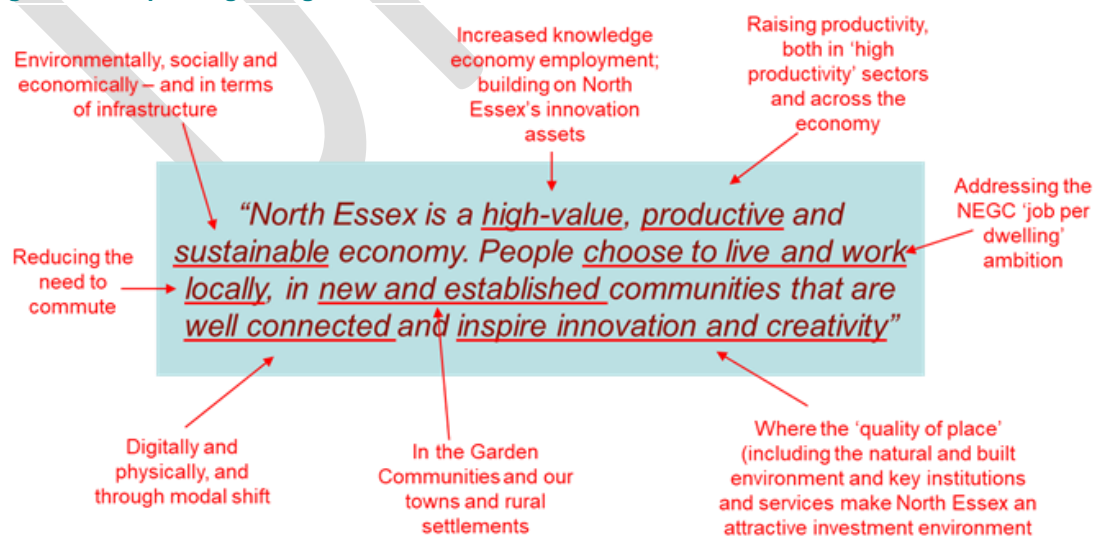 Environmentally, socially and
economically – and in terms
of infrastructure
Increased knowledge
economy employment;
building on North
Essex's innovation
assets
Raising productivity,
both in 'high
productivity' sectors
and across the
economy
Addressing the
NEGC 'job per
dwelling'
ambition
Reducing the
need to
commute
“North Essex is a high-value, productive and
sustainable economy. People choose to live and work
locally, in new and established communities that are
well connected and inspire innovation and creativity”
Digitally and
physically, and
through modal shift
In the Garden
Communities and our
towns and rural
settlements
Where the 'quality of place'
(including the natural and built
environment and key institutions
and services make North Essex an
attractive investment environment